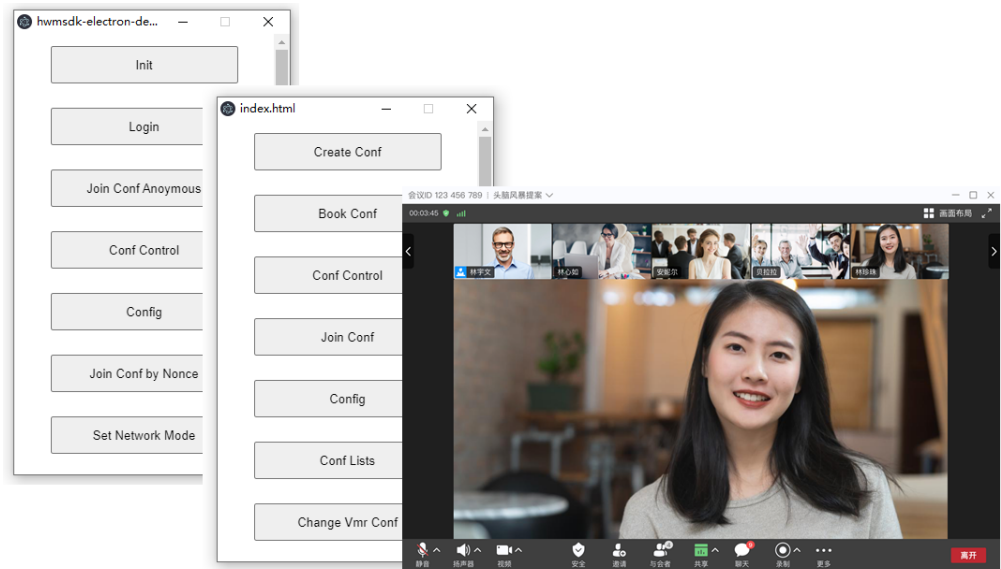 hwmsdk-electron-de...
Init
Login
Join Conf Anoymous
Conf Control
Config
Join Conf by Nonce
Set Network Mode
index.html
Create Conf
Book Conf
Conf Control
Join Conf
Config
Conf Lists
Change Vmr Conf
会议ID 123 456 789 | 头脑风暴提案
00:03:45
画面布局
林宇文
林心如
安妮尔
贝拉拉
林珍珠
静音
扬声器
视频
安全
邀请
与会者
共享
聊天
录制
更多
离开